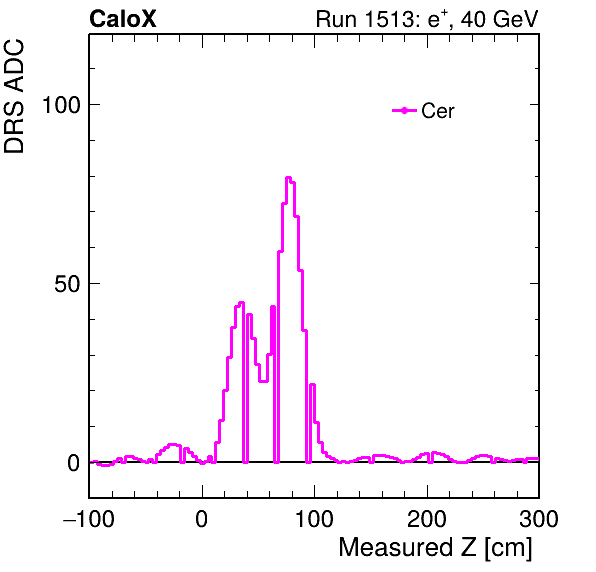 CaloX Run 1513: e⁺, 40 GeV
DRS ADC
Cer
100
50
0
−100 0 100 200 300
Measured Z [cm]